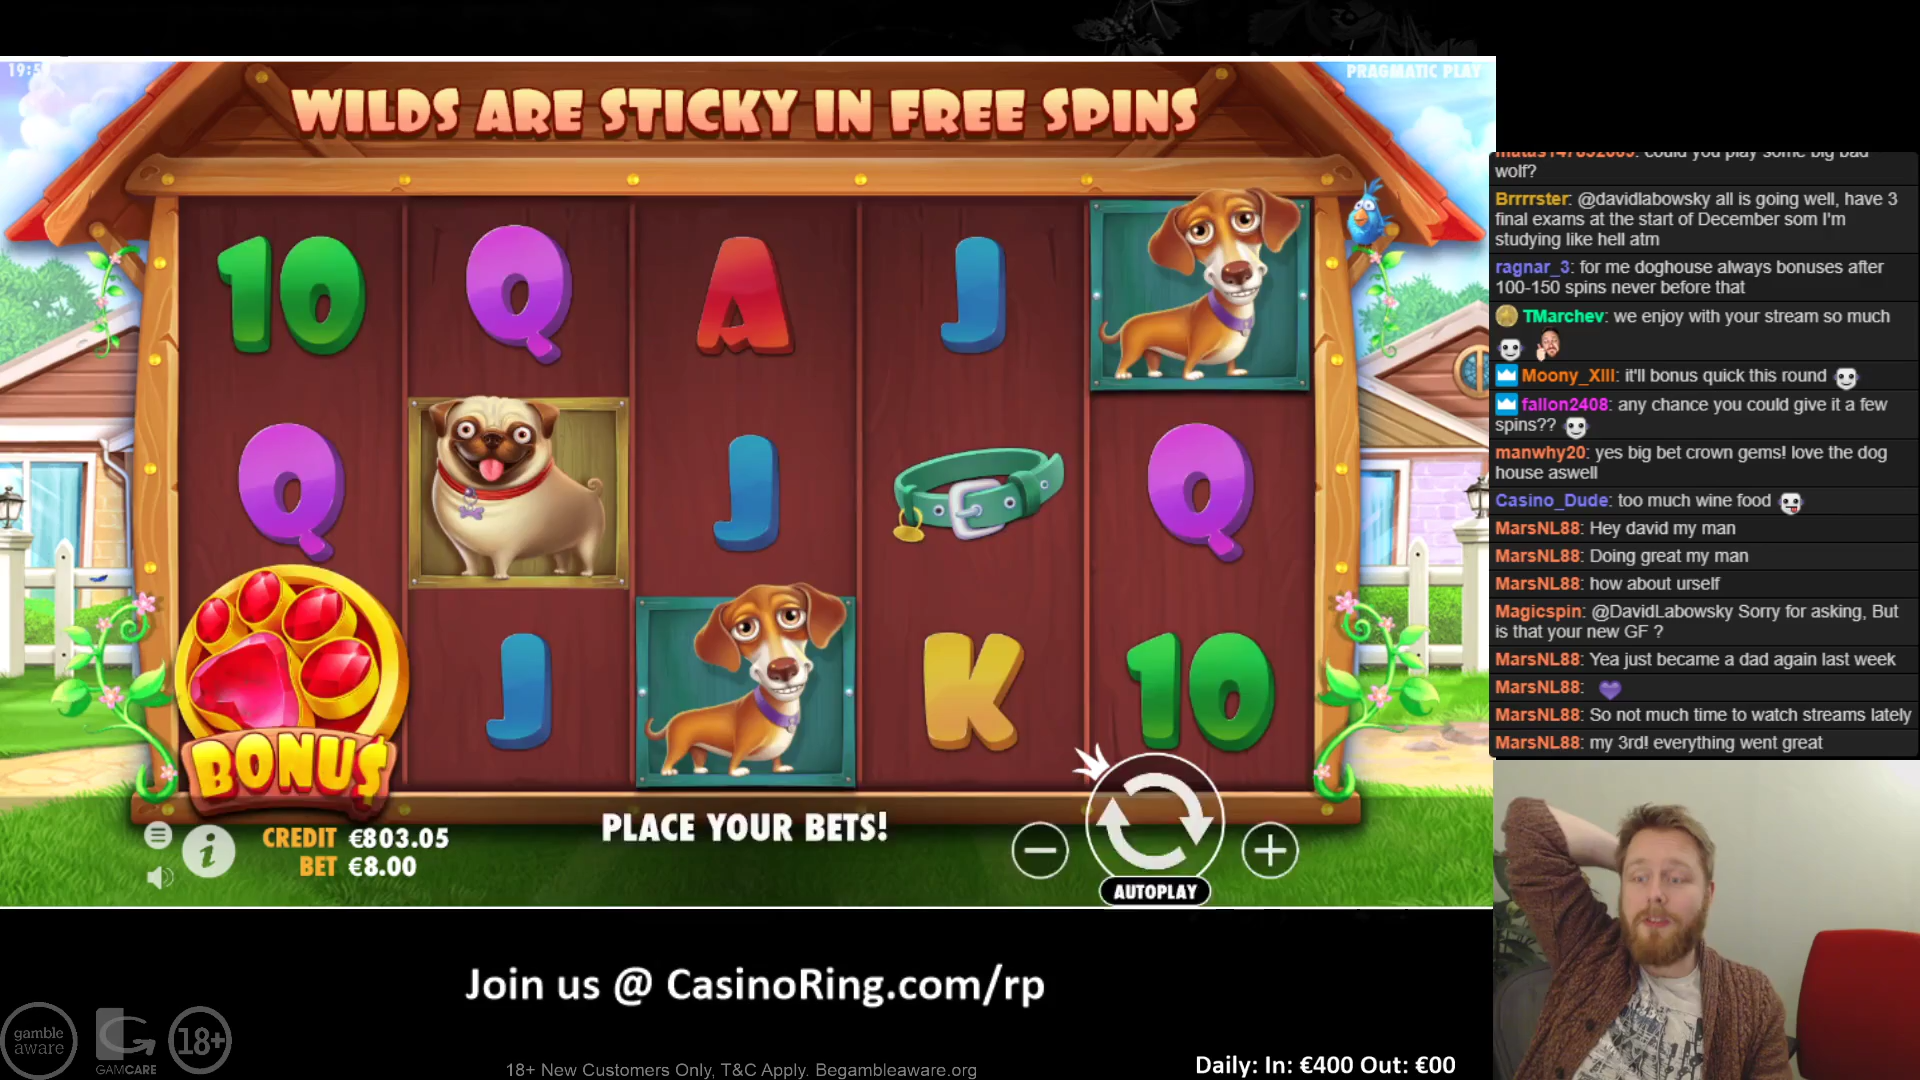 PRAGMATIC PLAY
WILDS ARE STICKY IN FREE SPINS
10 Q A J
Q J Q
BONU$ J K 10
CREDIT €803.05
BET €8.00
PLACE YOUR BETS!
AUTOPLAY
could you play some big bad
wolf?
Brrrrster: @davidlabowsky all is going well, have 3
final exams at the start of December som I'm
studying like hell atm
ragnar_3: for me doghouse always bonuses after
100-150 spins never before that
TMarchev: we enjoy with your stream so much
Moony_XIII: it'll bonus quick this round
fallon2408: any chance you could give it a few
spins??
manwhy20: yes big bet crown gems! love the dog
house aswell
Casino_Dude: too much wine food
MarsNL88: Hey david my man
MarsNL88: Doing great my man
MarsNL88: how about urself
Magicspin: @DavidLabowsky Sorry for asking, But
is that your new GF ?
MarsNL88: Yea just became a dad again last week
MarsNL88:
MarsNL88: So not much time to watch streams lately
MarsNL88: my 3rd! everything went great
Join us @ CasinoRing.com/rp
gamble
aware
GAMCARE
18+
18+ New Customers Only, T&C Apply. Begambleaware.org
Daily: In: €400 Out: €00